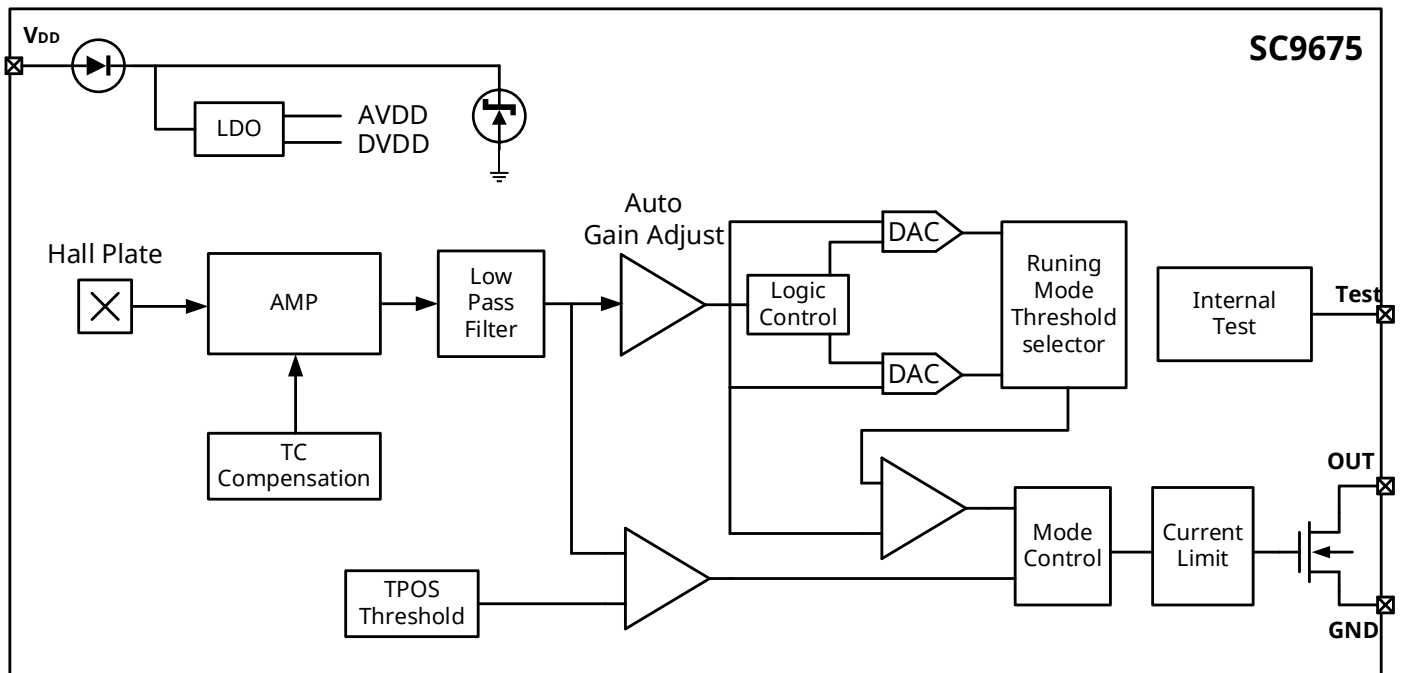 VDD
SC9675
LDO
AVDD
DVDD
Auto
Gain Adjust
Hall Plate
AMP
Low
Pass
Filter
Logic
Control
DAC
DAC
Runing
Mode
Threshold
selector
Internal
Test
Test
TC
Compensation
TPOS
Threshold
Mode
Control
Current
Limit
OUT
GND